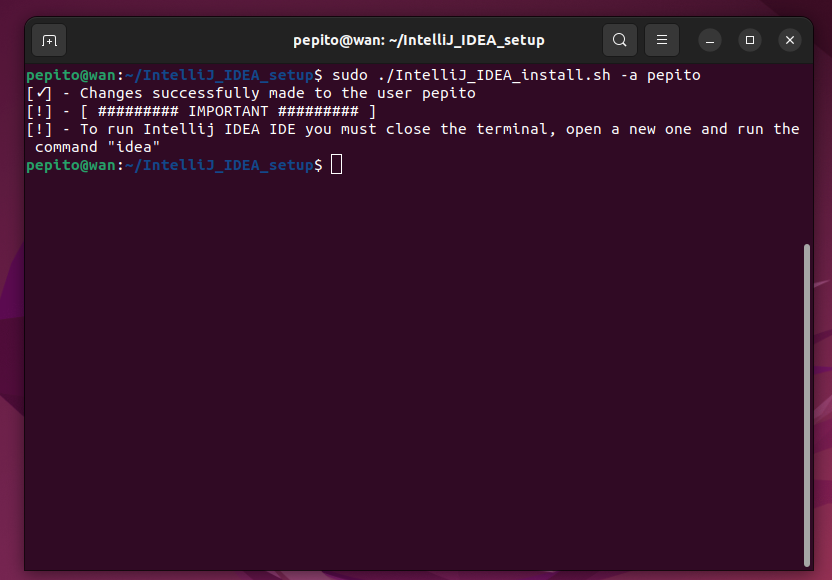 pepito@wan: ~/IntelliJ_IDEA_setup
pepito@wan:~/IntelliJ_IDEA_setup$ sudo ./IntelliJ_IDEA_install.sh -a pepito
[✓] - Changes successfully made to the user pepito
[!] - [ ######### IMPORTANT ######### ]
[!] - To run Intellij IDEA IDE you must close the terminal, open a new one and run the
 command "idea"
pepito@wan:~/IntelliJ_IDEA_setup$